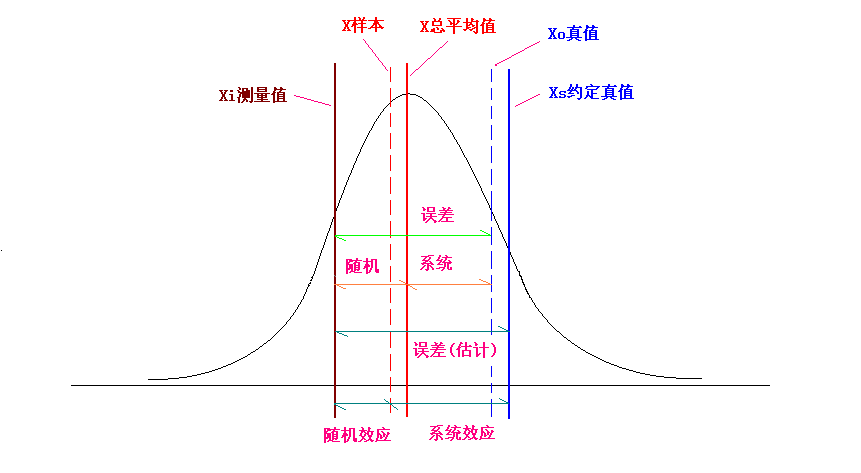 X样本
X总平均值
Xo真值
Xi测量值
Xs约定真值
误差
随机
系统
误差(估计)
随机效应
系统效应